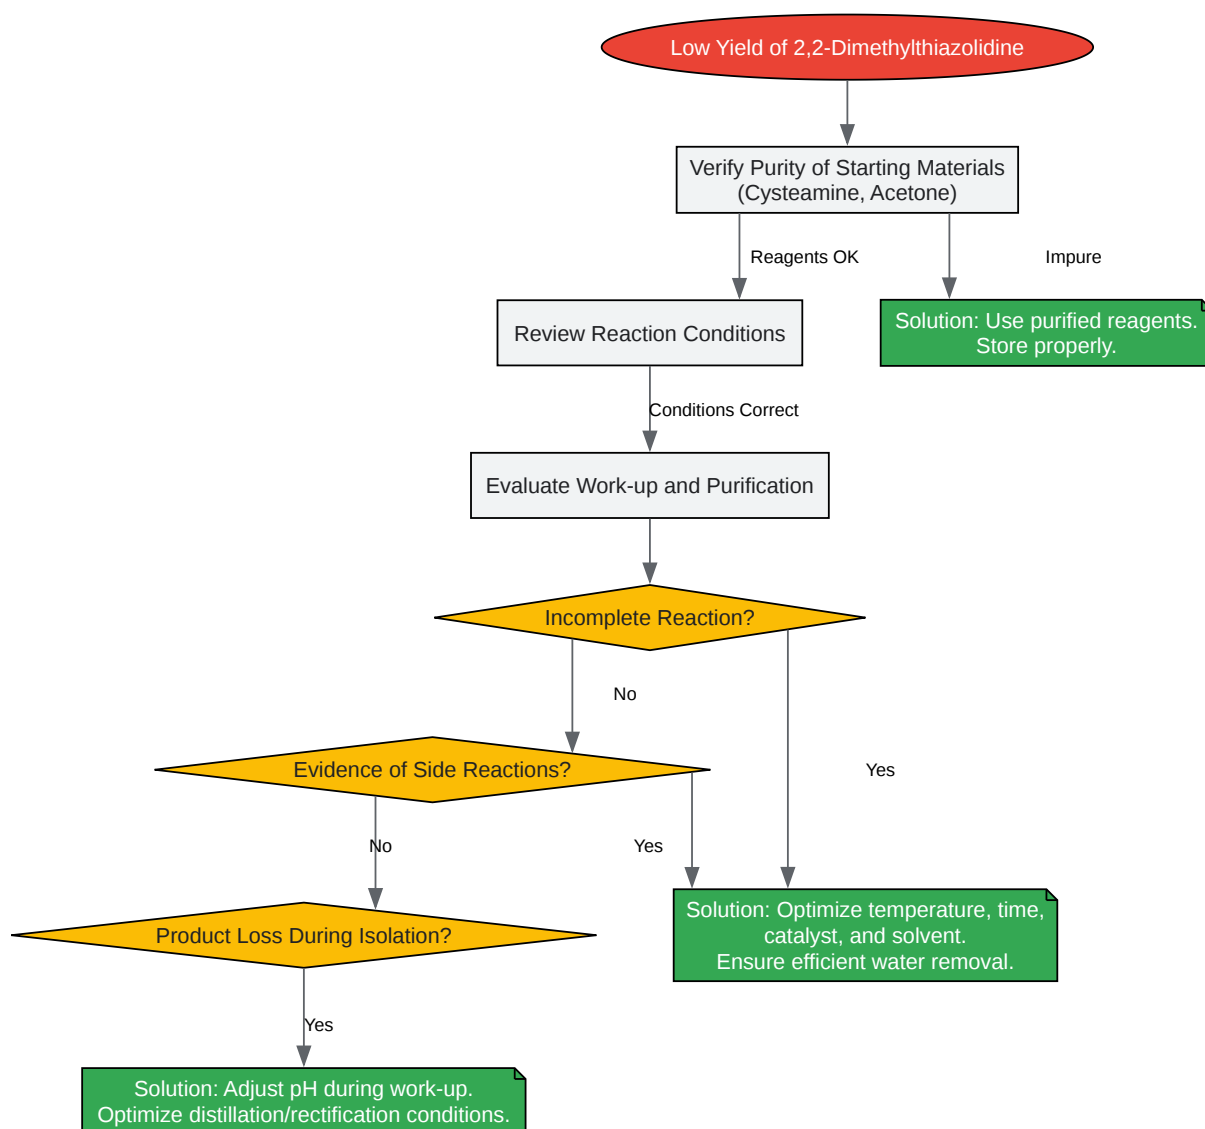 Low Yield of 2,2-Dimethylthiazolidine
Verify Purity of Starting Materials
(Cysteamine, Acetone)
Reagents OK
Impure
Review Reaction Conditions
Solution: Use purified reagents.
Store properly.
Conditions Correct
Evaluate Work-up and Purification
Incomplete Reaction?
No
Yes
Evidence of Side Reactions?
No
Yes
Product Loss During Isolation?
Solution: Optimize temperature, time,
catalyst, and solvent.
Ensure efficient water removal.
Yes
Solution: Adjust pH during work-up.
Optimize distillation/rectification conditions.